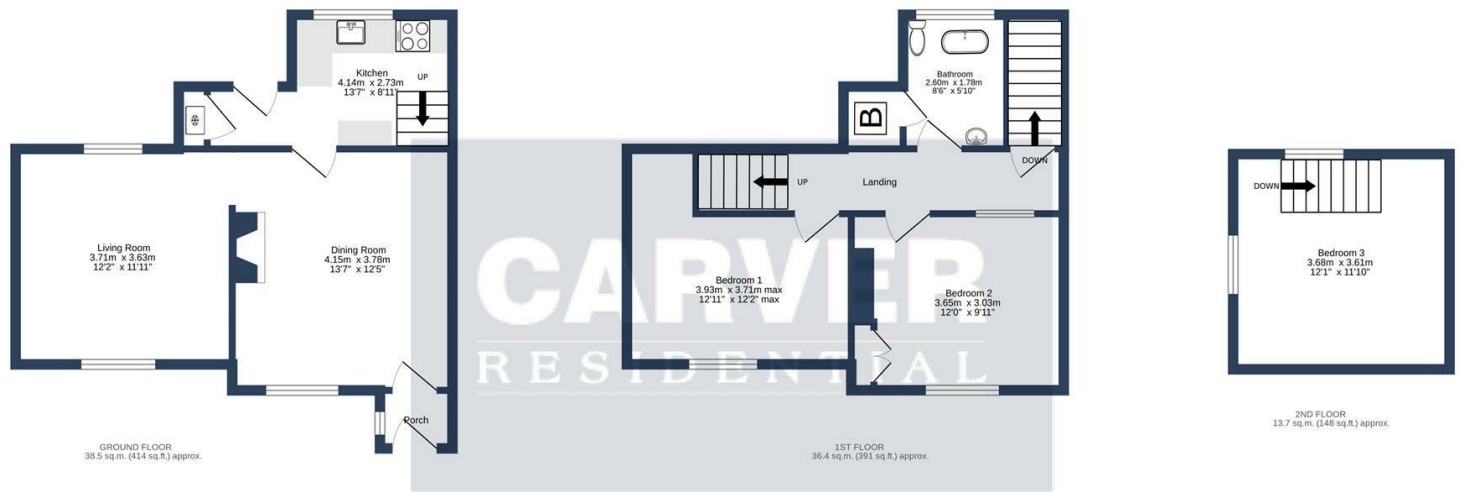 Kitchen
4.14m x 2.73m
13'7" x 8'11"
UP
Living Room
3.71m x 3.63m
12'2" x 11'11"
Dining Room
4.15m x 3.78m
13'7" x 12'5"
Porch
GROUND FLOOR
38.5 sq.m. (414 sq.ft.) approx.
Bathroom
2.60m x 1.78m
8'6" x 5'10"
B
DOWN
UP
Landing
Bedroom 1
3.93m x 3.71m max
12'11" x 12'2" max
Bedroom 2
3.65m x 3.03m
12'0" x 9'11"
CARVER
RESIDENTIAL
1ST FLOOR
36.4 sq.m. (391 sq.ft.) approx.
DOWN
Bedroom 3
3.68m x 3.61m
12'1" x 11'10"
2ND FLOOR
13.7 sq.m. (148 sq.ft.) approx.